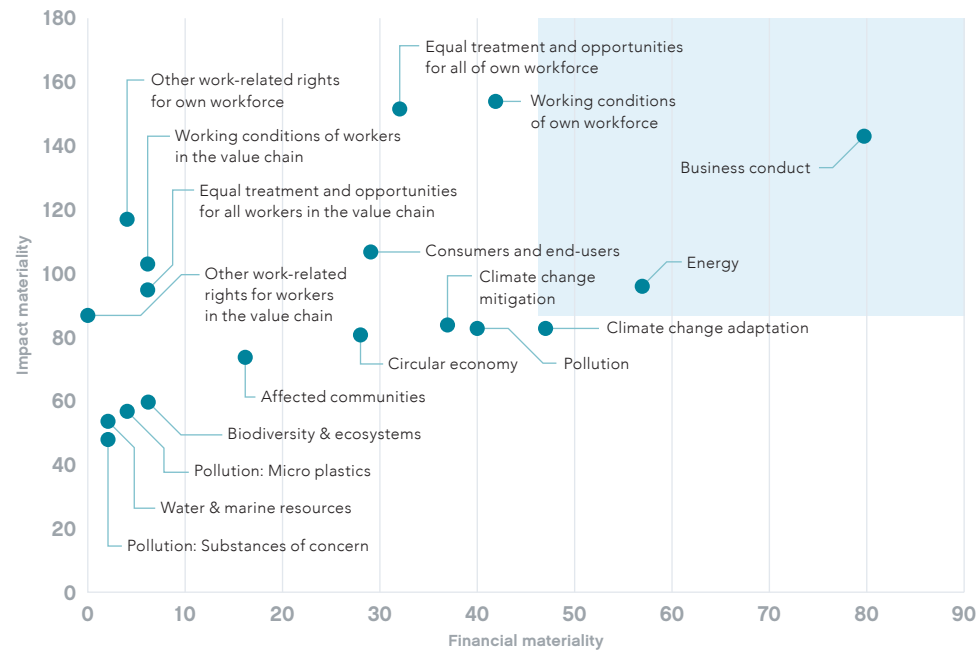 180
160
140
120
100
80
60
40
20
0
Impact materiality
Equal treatment and opportunities
for all of own workforce
Other work-related rights
for own workforce
Working conditions
of own workforce
Working conditions of workers
in the value chain
Business conduct
Equal treatment and opportunities
for all workers in the value chain
Consumers and end-users
Energy
Other work-related
rights for workers
in the value chain
Climate change
mitigation
Climate change adaptation
Circular economy
Pollution
Affected communities
Biodiversity & ecosystems
Pollution: Micro plastics
Water & marine resources
Pollution: Substances of concern
0 10 20 30 40 50 60 70 80 90
Financial materiality